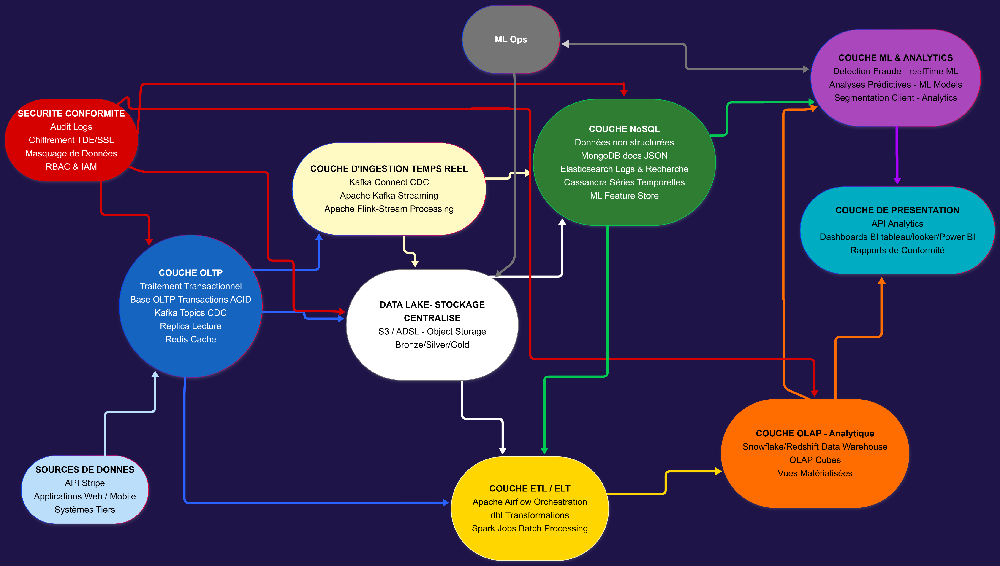 ML Ops
COUCHE ML & ANALYTICS
Detection Fraude - realTime ML
Analyses Prédictives - ML Models
Segmentation Client - Analytics
SECURITE CONFORMITE
Audit Logs
Chiffrement TDE/SSL
Masquage de Données
RBAC & IAM
COUCHE NoSQL
Données non structurées
MongoDB docs JSON
Elasticsearch Logs & Recherche
Cassandra Séries Temporelles
ML Feature Store
COUCHE D'INGESTION TEMPS REEL
Kafka Connect CDC
Apache Kafka Streaming
Apache Flink-Stream Processing
COUCHE DE PRESENTATION
API Analytics
Dashboards BI tableau/looker/Power BI
Rapports de Conformité
COUCHE OLTP
Traitement Transactionnel
Base OLTP Transactions ACID
Kafka Topics CDC
Replica Lecture
Redis Cache
DATA LAKE- STOCKAGE
CENTRALISE
S3 / ADSL - Object Storage
Bronze/Silver/Gold
COUCHE OLAP - Analytique
Snowflake/Redshift Data Warehouse
OLAP Cubes
Vues Matérialisées
SOURCES DE DONNES
API Stripe
Applications Web / Mobile
Systèmes Tiers
COUCHE ETL / ELT
Apache Airflow Orchestration
dbt Transformations
Spark Jobs Batch Processing